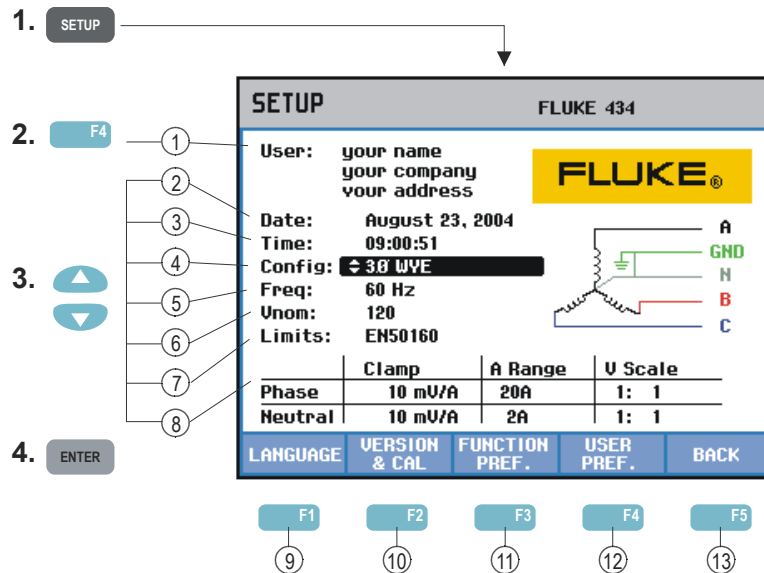 1. SETUP
SETUP FLUKE 434
2. F4
1
User: your name
your company
your address
FLUKE®
2
Date: August 23, 2004
3
Time: 09:00:51
4
Config: 3Ø WYE
5
Freq: 60 Hz
6
Vnom: 120
7
Limits: EN50160
A
GND
N
B
C
3.
8
Clamp A Range V Scale
Phase 10 mV/A 20A 1: 1
Neutral 10 mV/A 2A 1: 1
4. ENTER
LANGUAGE VERSION & CAL FUNCTION PREF. USER PREF. BACK
F1 F2 F3 F4 F5
9 10 11 12 13